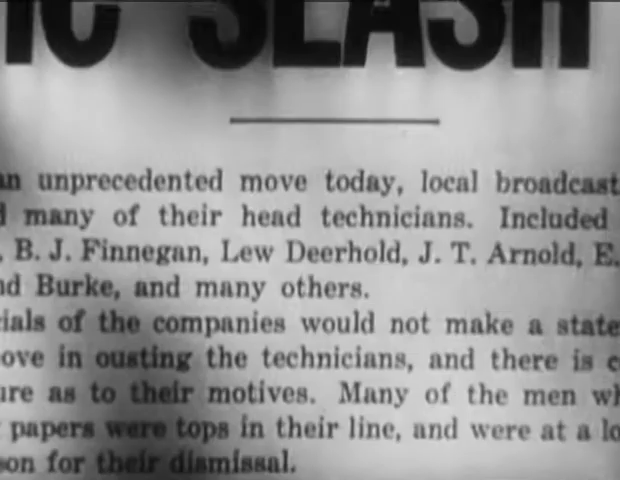 IC SLASH
an unprecedented move today, local broadcast
d many of their head technicians. Included
, B. J. Finnegan, Lew Deerhold, J. T. Arnold, E.
nd Burke, and many others.
cials of the companies would not make a state
ove in ousting the technicians, and there is c
ure as to their motives. Many of the men wh
papers were tops in their line, and were at a lo
son for their dismissal.